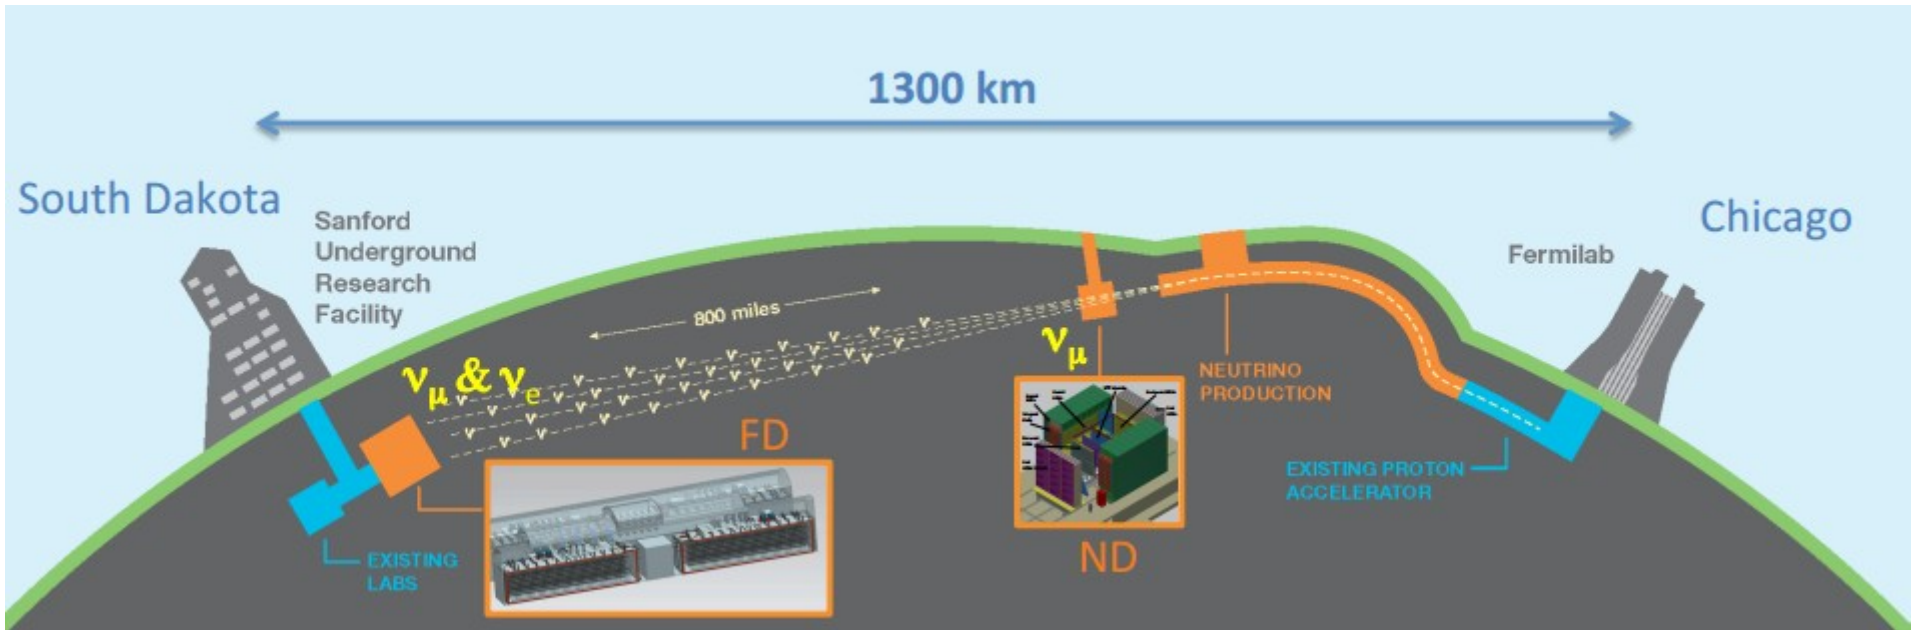 1300 km
South Dakota
Chicago
Sanford
Underground
Research
Facility
Fermilab
800 miles
νμ & νe
νμ
NEUTRINO
PRODUCTION
FD
ND
EXISTING PROTON
ACCELERATOR
EXISTING
LABS